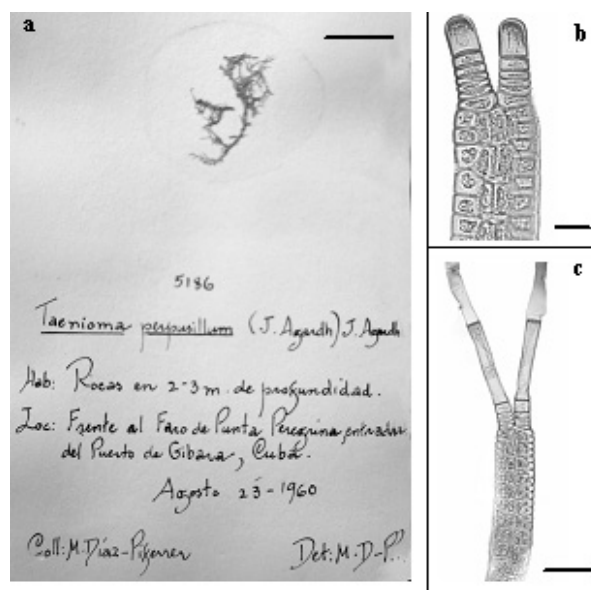 a
5186
Taenioma perpusillum (J. Agardh) J. Agardh
Hab: Rocas en 2-3 m. de profundidad.
Loc: Frente al Faro de Punta Peregrina, entrada
del Puerto de Gibara, Cuba.
Agosto 23-1960
Coll: M. Díaz-Piferrer
Det: M-D-P...
b
c